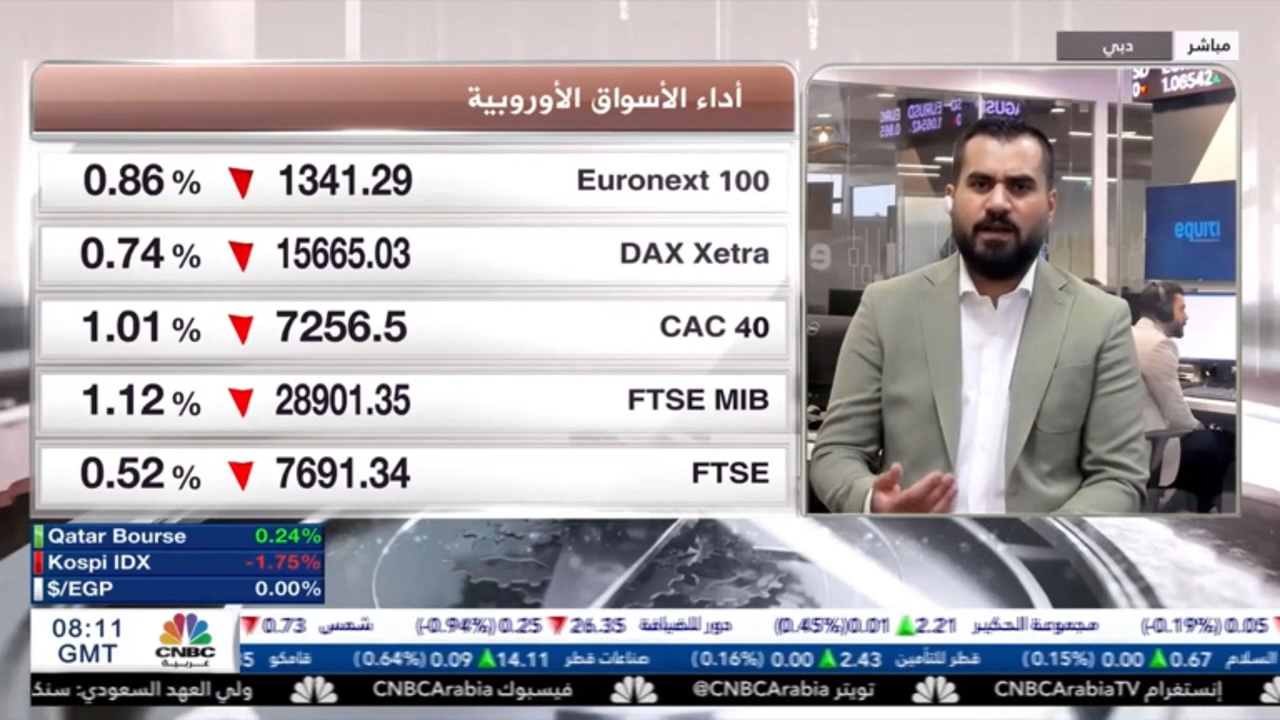 مباشر دبي
أداء الأسواق الأوروبية
Euronext 100 1341.29 0.86 %
DAX Xetra 15665.03 0.74 %
CAC 40 7256.5 1.01 %
FTSE MIB 28901.35 1.12 %
FTSE 7691.34 0.52 %
1.06542
EURUSD
equiti
Qatar Bourse 0.24%
Kospi IDX -1.75%
$/EGP 0.00%
08:11
GMT
CNBC
عربية
0.05 (-0.19%) مجموعة الحكير 2.21 0.01 (0.45%) دور للضيافة 26.35 0.25 (-0.94%) شمس 0.73
السلام 0.67 0.00 (0.15%) قطر للتأمين 2.43 0.00 (0.16%) صناعات قطر 14.11 0.09 (0.64%) قامكو
إنستغرام CNBCArabiaTV تويتر @CNBCArabia فيسبوك CNBCArabia ولي العهد السعودي: